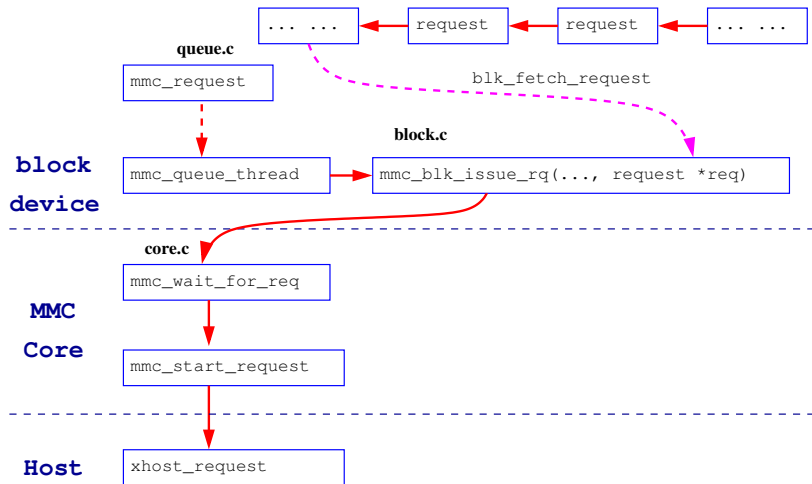 ... ...
request
request
... ...
queue.c
mmc_request
blk_fetch_request
block.c
block
device
mmc_queue_thread
mmc_blk_issue_rq(..., request *req)
core.c
mmc_wait_for_req
MMC
Core
mmc_start_request
Host
xhost_request